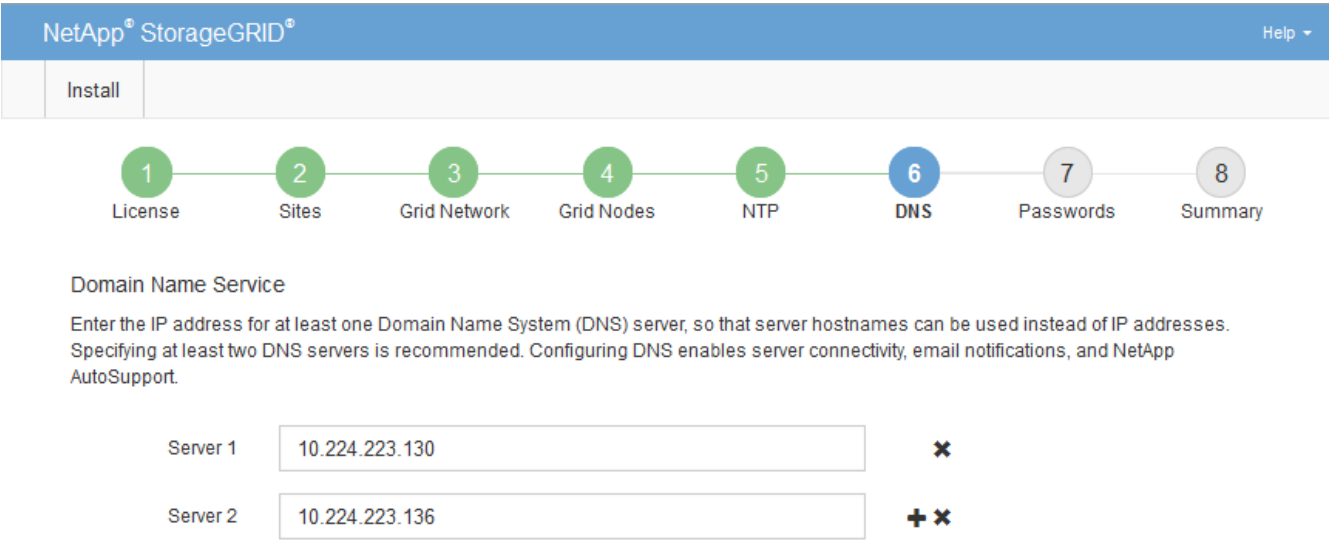 NetApp® StorageGRID®
Help
Install
1 2 3 4 5 6 7 8
License Sites Grid Network Grid Nodes NTP DNS Passwords Summary
Domain Name Service
Enter the IP address for at least one Domain Name System (DNS) server, so that server hostnames can be used instead of IP addresses.
Specifying at least two DNS servers is recommended. Configuring DNS enables server connectivity, email notifications, and NetApp
AutoSupport.
Server 1 10.224.223.130
Server 2 10.224.223.136